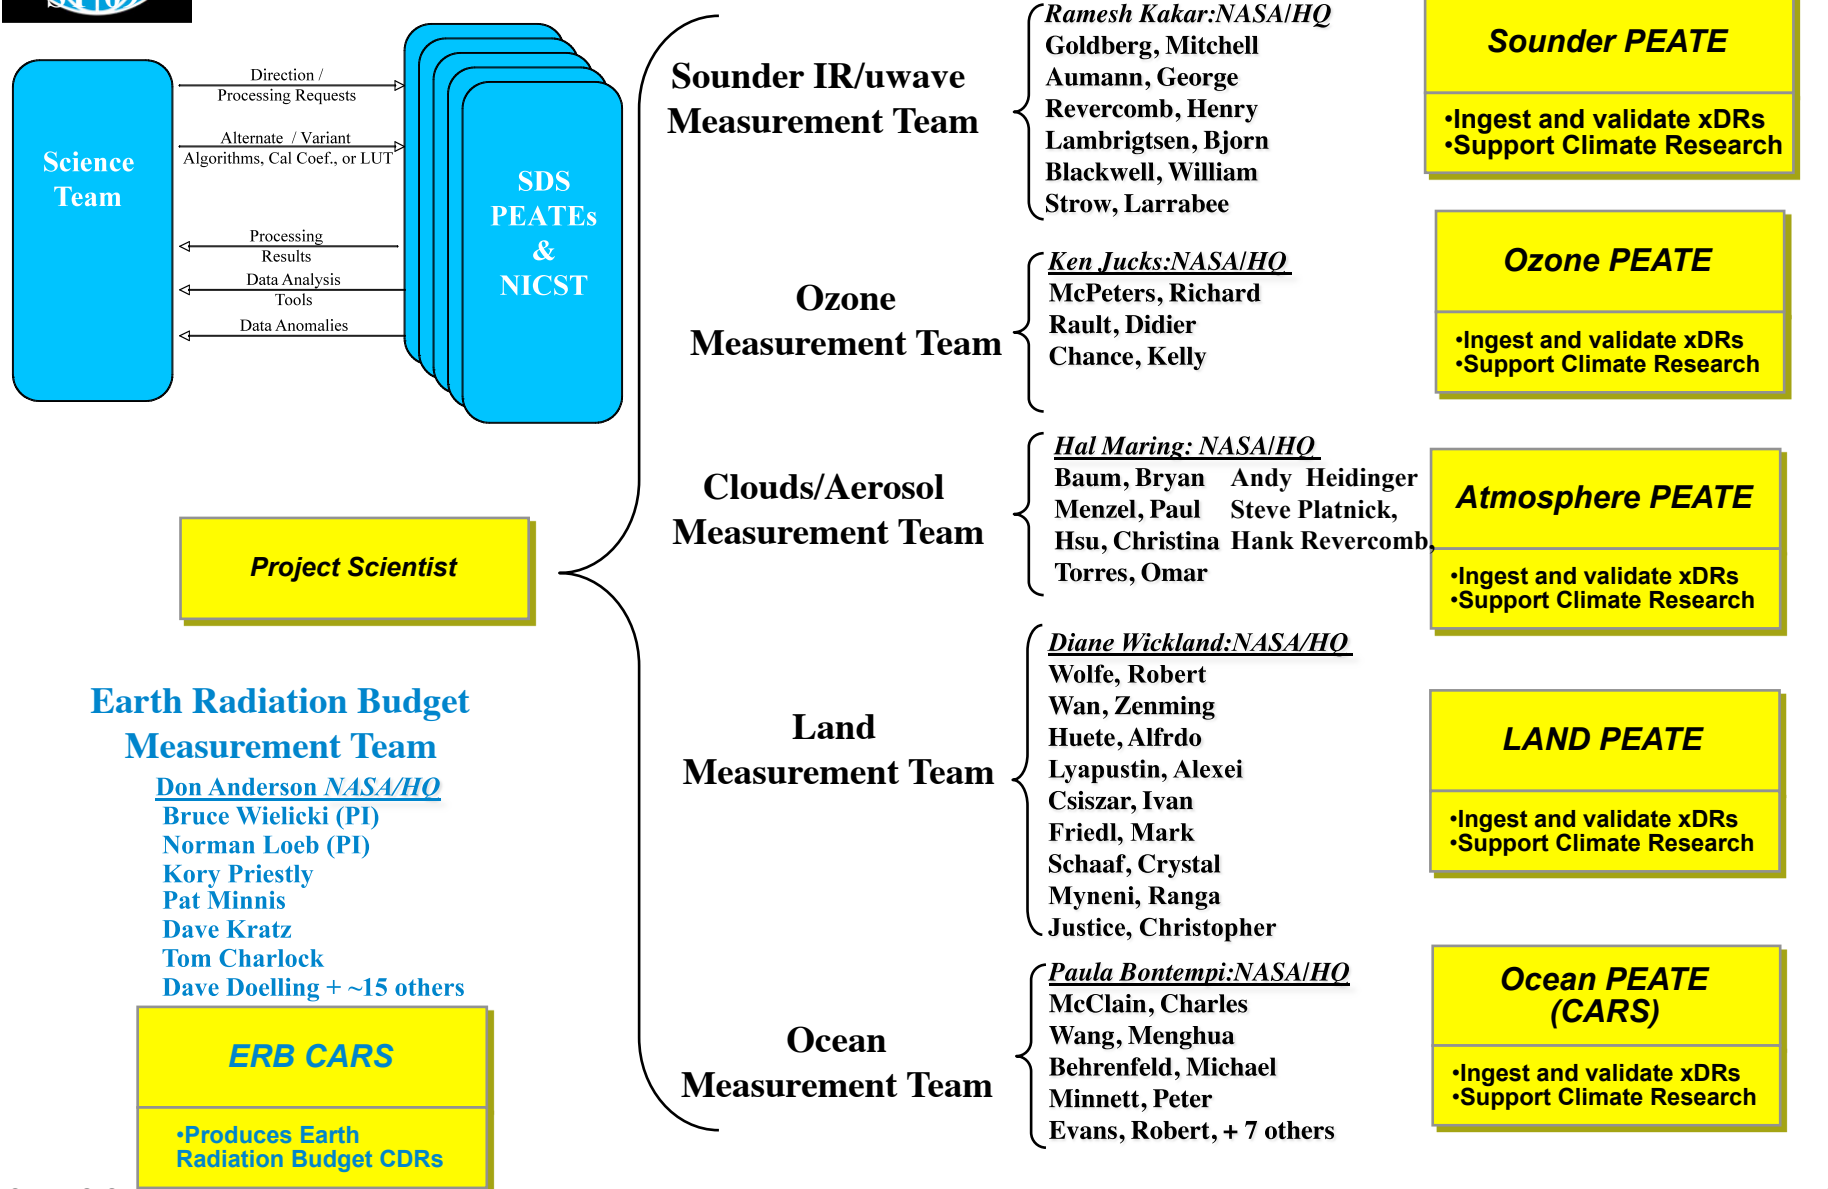 Direction /
Processing Requests
Alternate / Variant
Algorithms, Cal Coef., or LUT
Science
Team
SDS
PEATEs
&
NICST
Processing
Results
Data Analysis
Tools
Data Anomalies
Project Scientist
Earth Radiation Budget
Measurement Team
Don Anderson NASA/HQ
Bruce Wielicki (PI)
Norman Loeb (PI)
Kory Priestly
Pat Minnis
Dave Kratz
Tom Charlock
Dave Doelling + ~15 others
ERB CARS
•Produces Earth
Radiation Budget CDRs
Sounder IR/uwave
Measurement Team
Ramesh Kakar:NASA/HQ
Goldberg, Mitchell
Aumann, George
Revercomb, Henry
Lambrigtsen, Bjorn
Blackwell, William
Strow, Larrabee
Sounder PEATE
•Ingest and validate xDRs
•Support Climate Research
Ozone
Measurement Team
Ken Jucks:NASA/HQ
McPeters, Richard
Rault, Didier
Chance, Kelly
Ozone PEATE
•Ingest and validate xDRs
•Support Climate Research
Clouds/Aerosol
Measurement Team
Hal Maring: NASA/HQ
Baum, Bryan Andy Heidinger
Menzel, Paul Steve Platnick,
Hsu, Christina Hank Revercomb,
Torres, Omar
Atmosphere PEATE
•Ingest and validate xDRs
•Support Climate Research
Land
Measurement Team
Diane Wickland:NASA/HQ
Wolfe, Robert
Wan, Zenming
Huete, Alfrdo
Lyapustin, Alexei
Csiszar, Ivan
Friedl, Mark
Schaaf, Crystal
Myneni, Ranga
Justice, Christopher
LAND PEATE
•Ingest and validate xDRs
•Support Climate Research
Ocean
Measurement Team
Paula Bontempi:NASA/HQ
McClain, Charles
Wang, Menghua
Behrenfeld, Michael
Minnett, Peter
Evans, Robert, + 7 others
Ocean PEATE
(CARS)
•Ingest and validate xDRs
•Support Climate Research